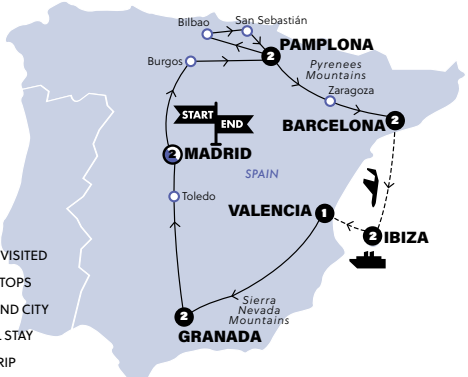 Bilbao
San Sebastián
PAMPLONA
2
Burgos
Pyrenees
Mountains
Zaragoza
START
END
BARCELONA
2
2
MADRID
SPAIN
Toledo
VALENCIA
1
2
IBIZA
VISITED
TOPS
ND CITY
STAY
RIP
Sierra
Nevada
Mountains
2
GRANADA